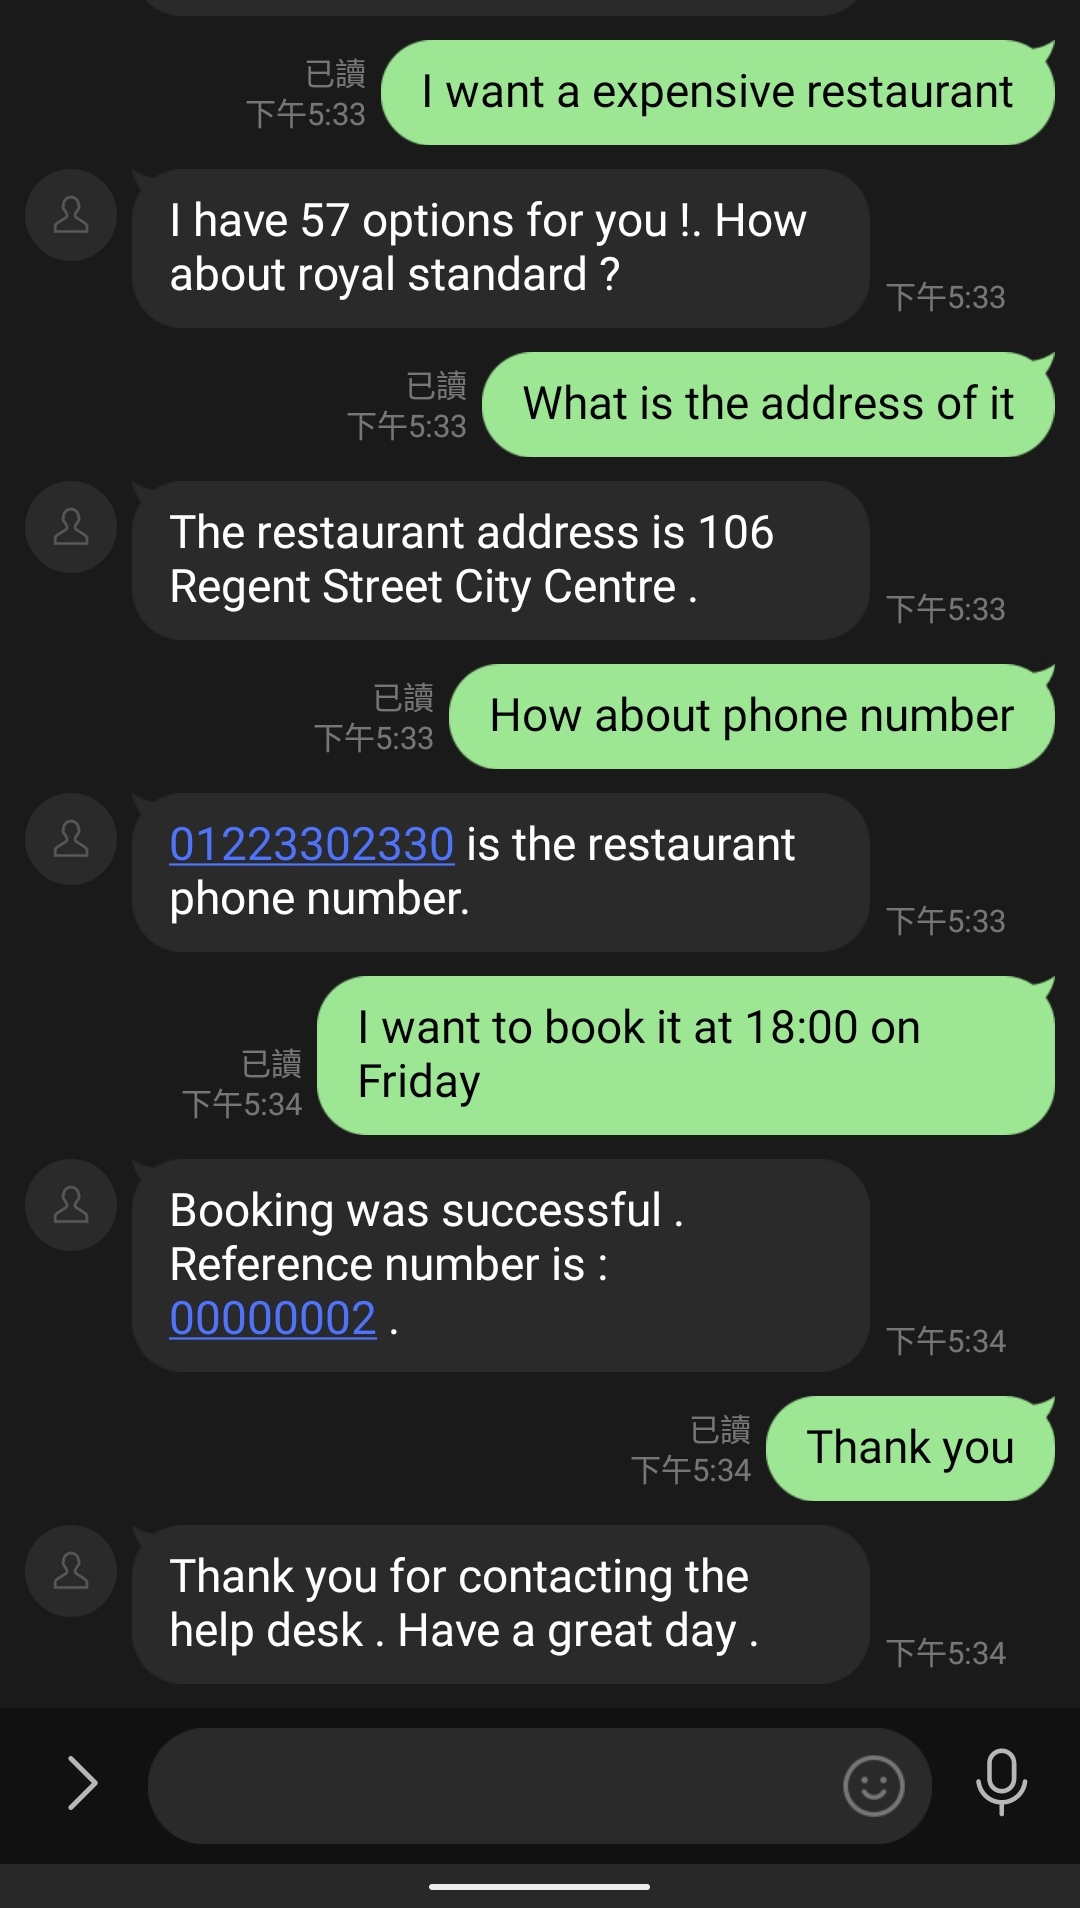 I want a expensive restaurant
已讀
下午5:33
I have 57 options for you !. How
about royal standard ?
下午5:33
What is the address of it
已讀
下午5:33
The restaurant address is 106
Regent Street City Centre .
下午5:33
How about phone number
已讀
下午5:33
01223302330 is the restaurant
phone number.
下午5:33
I want to book it at 18:00 on
Friday
已讀
下午5:34
Booking was successful .
Reference number is :
00000002 .
下午5:34
Thank you
已讀
下午5:34
Thank you for contacting the
help desk . Have a great day .
下午5:34